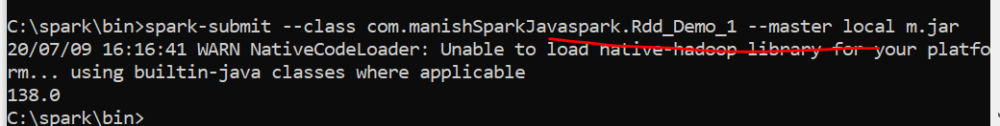 C:\spark\bin>spark-submit --class com.manishSparkJavaspark.Rdd_Demo_1 --master local m.jar
20/07/09 16:16:41 WARN NativeCodeLoader: Unable to load native-hadoop library for your platfo
rm... using builtin-java classes where applicable
138.0
C:\spark\bin>